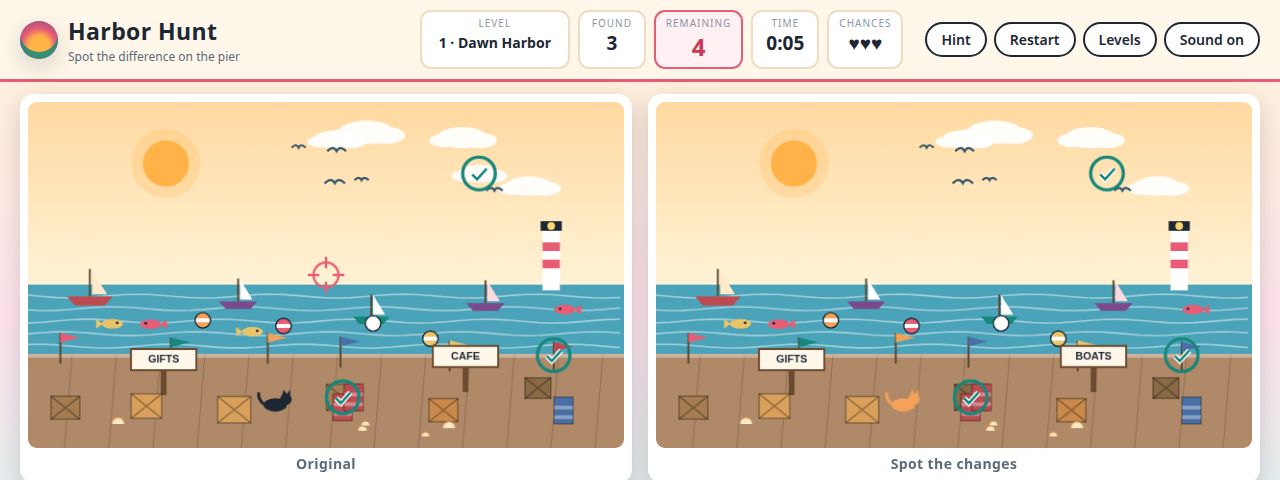 Harbor Hunt
Spot the difference on the pier
LEVEL
1 · Dawn Harbor
FOUND
3
REMAINING
4
TIME
0:05
CHANCES
♥♥♥
Hint
Restart
Levels
Sound on
GIFTS
CAFE
Original
GIFTS
BOATS
Spot the changes